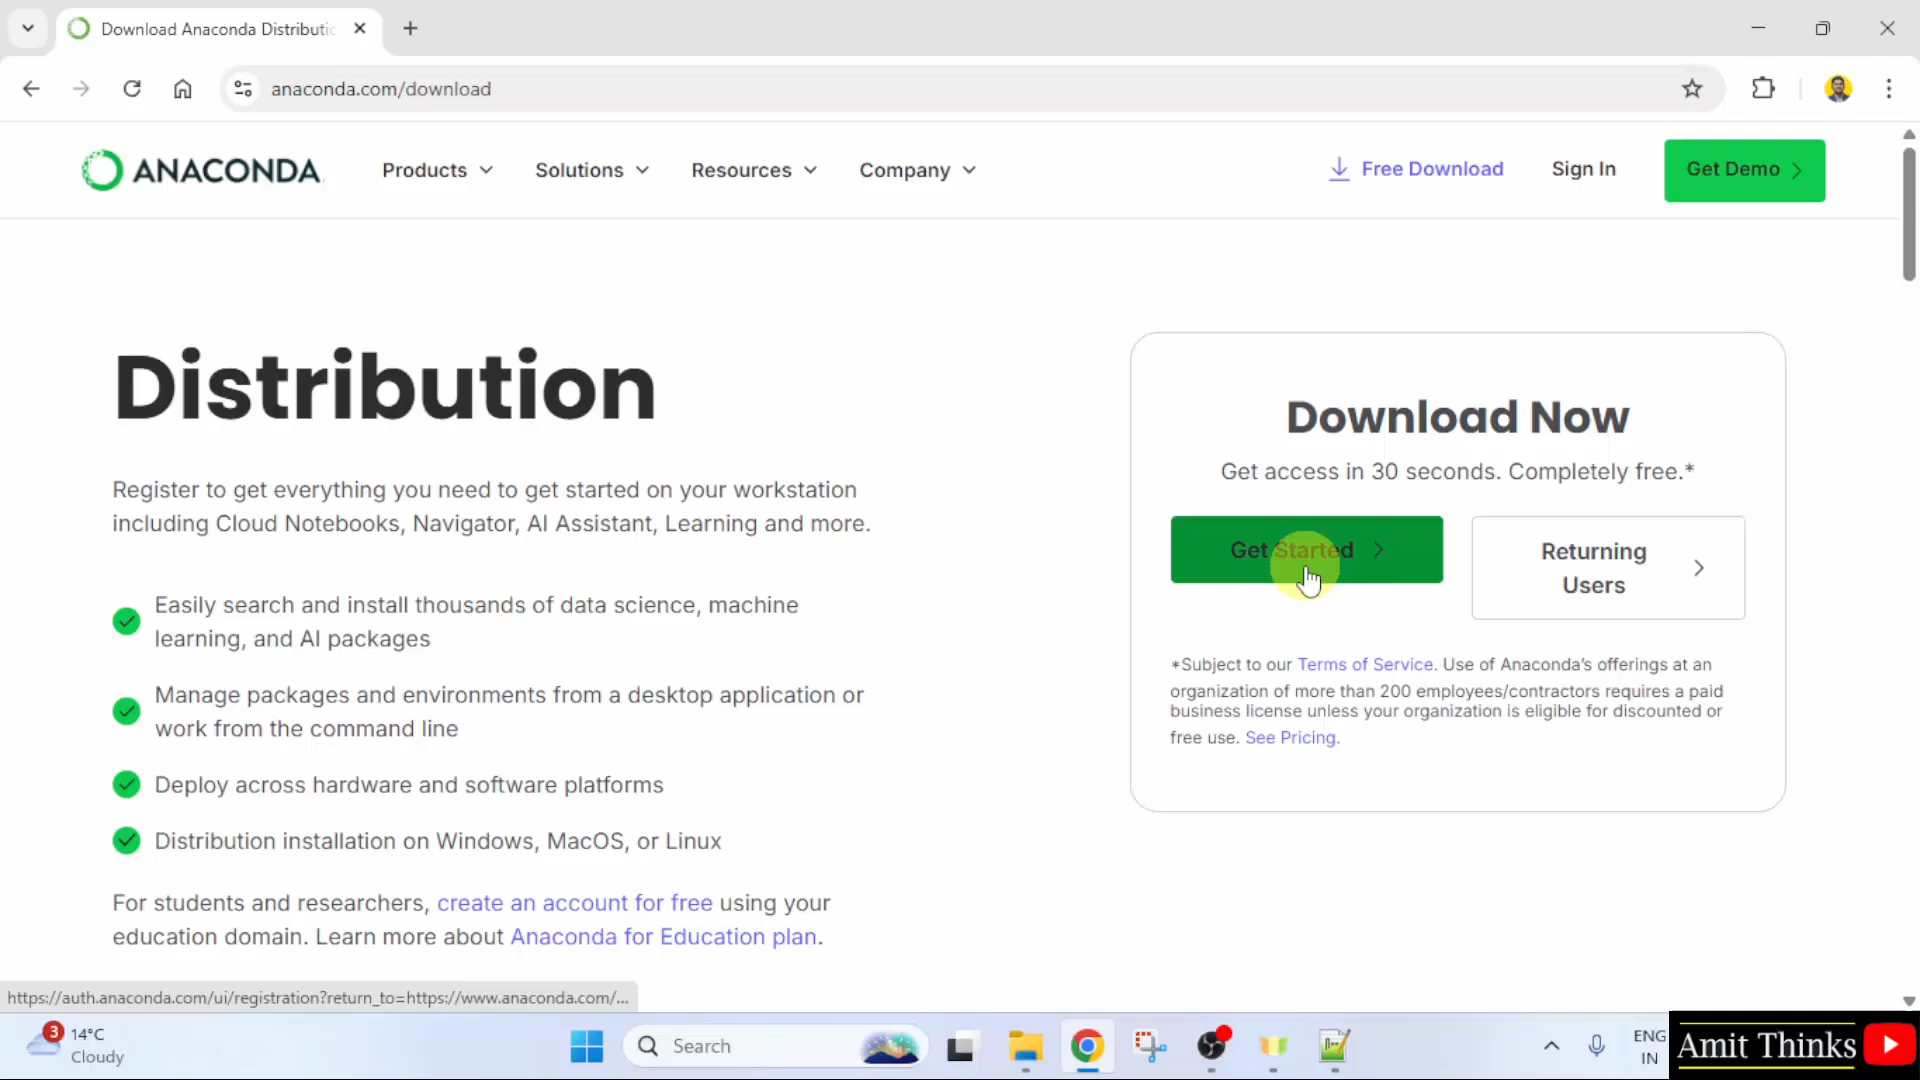 Download Anaconda Distributi
anaconda.com/download
ANACONDA
Products
Solutions
Resources
Company
Free Download
Sign In
Get Demo
Distribution
Register to get everything you need to get started on your workstation
including Cloud Notebooks, Navigator, AI Assistant, Learning and more.
Easily search and install thousands of data science, machine
learning, and AI packages
Manage packages and environments from a desktop application or
work from the command line
Deploy across hardware and software platforms
Distribution installation on Windows, MacOS, or Linux
For students and researchers, create an account for free using your
education domain. Learn more about Anaconda for Education plan.
Download Now
Get access in 30 seconds. Completely free.*
Get Started
Returning
Users
*Subject to our Terms of Service. Use of Anaconda's offerings at an
organization of more than 200 employees/contractors requires a paid
business license unless your organization is eligible for discounted or
free use. See Pricing.
https://auth.anaconda.com/ui/registration?return_to=https://www.anaconda.com/...
3
14°C
Cloudy
Search
ENG
IN
Amit Thinks